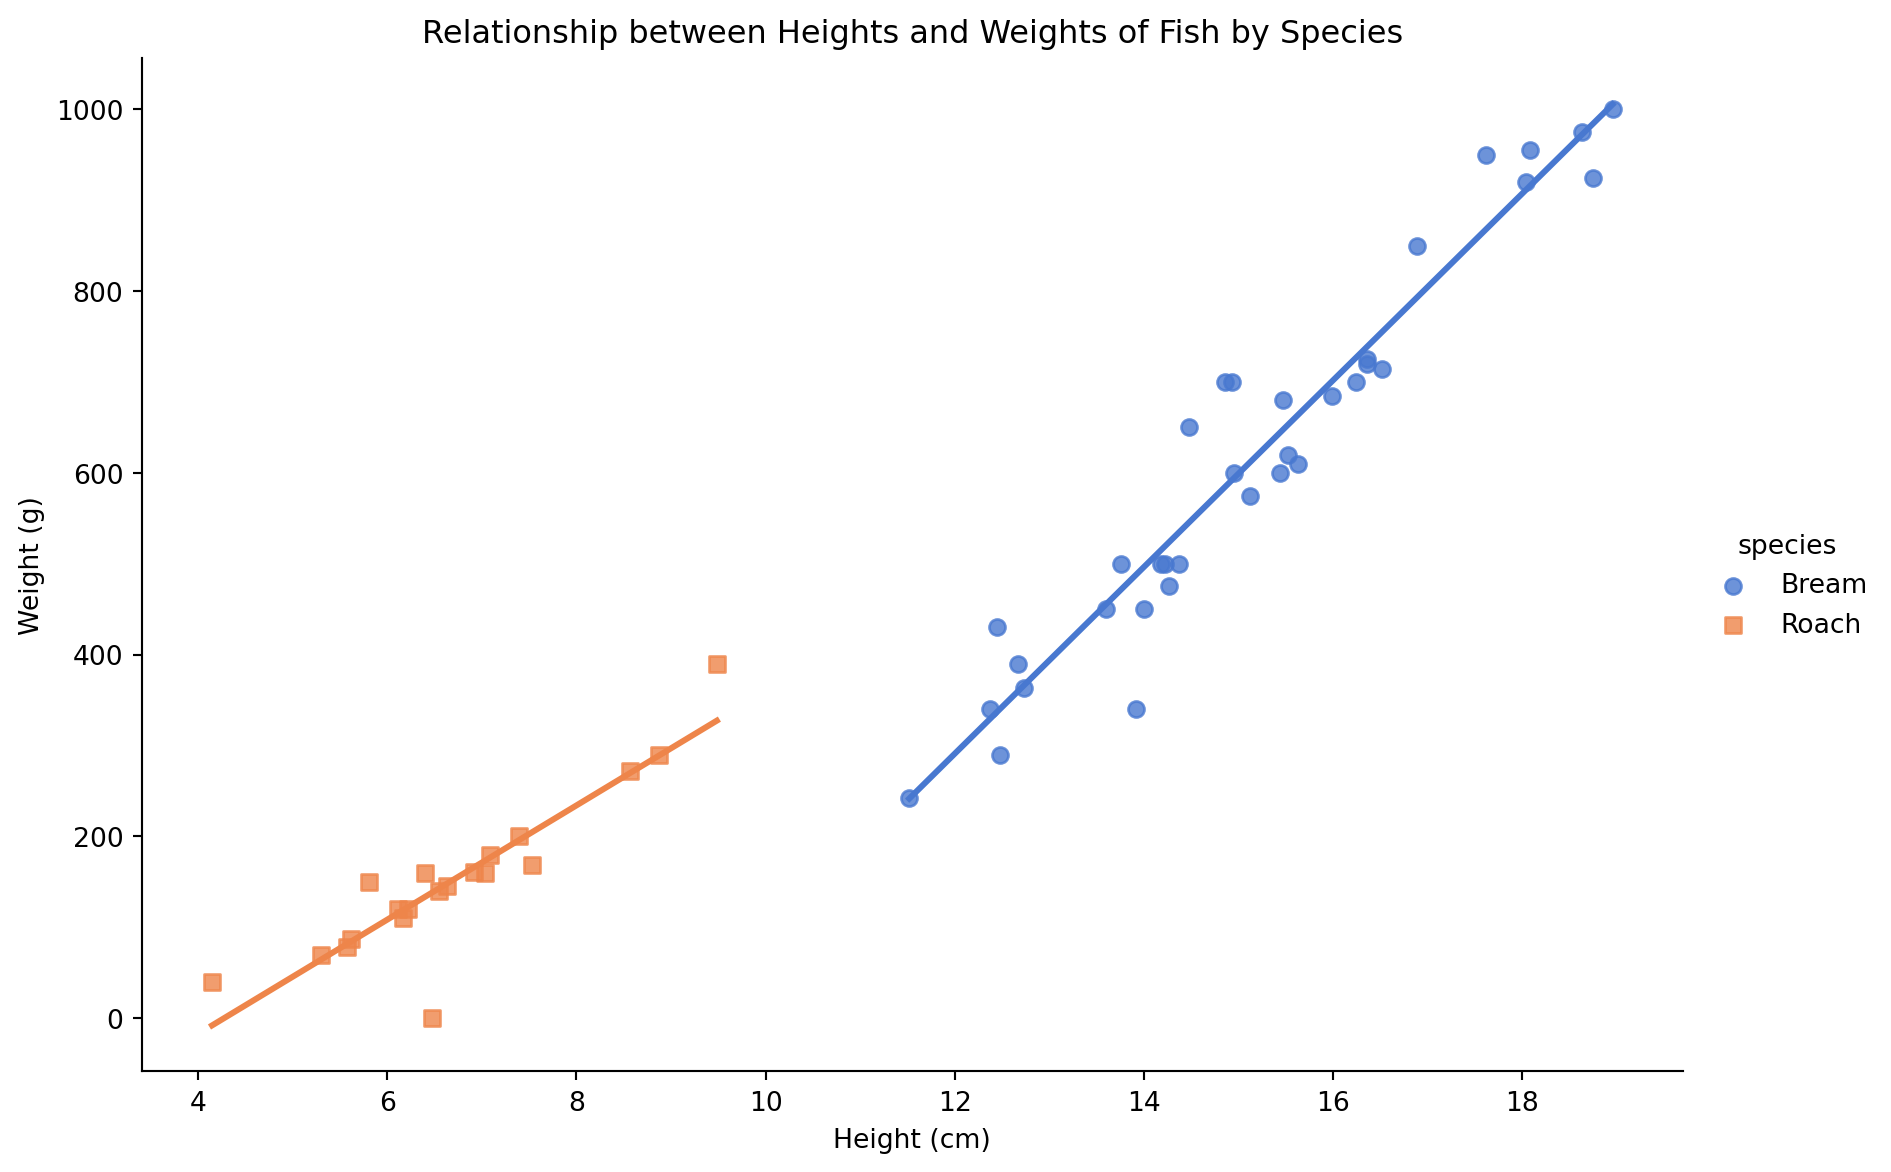 Relationship between Heights and Weights of Fish by Species
1000
800
600
400
200
0
Weight (g)
4 6 8 10 12 14 16 18
Height (cm)
species
Bream
Roach